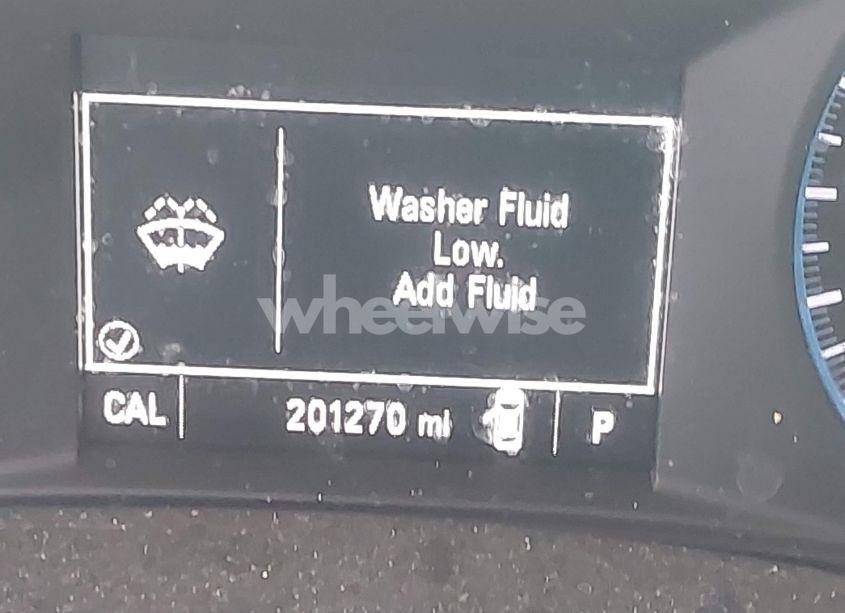 Washer Fluid
Low.
Add Fluid
wheelwise
CAL
201270 mi
P